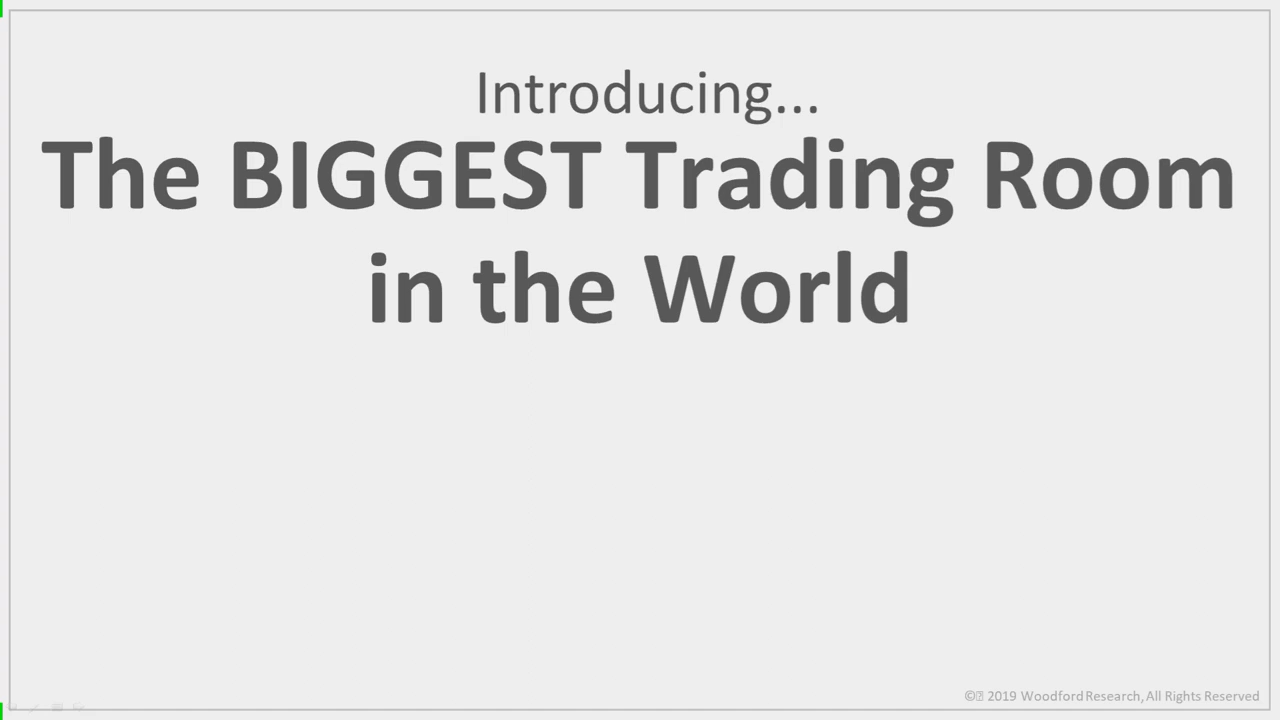 Introducing...
The BIGGEST Trading Room
in the World
© 2019 Woodford Research, All Rights Reserved